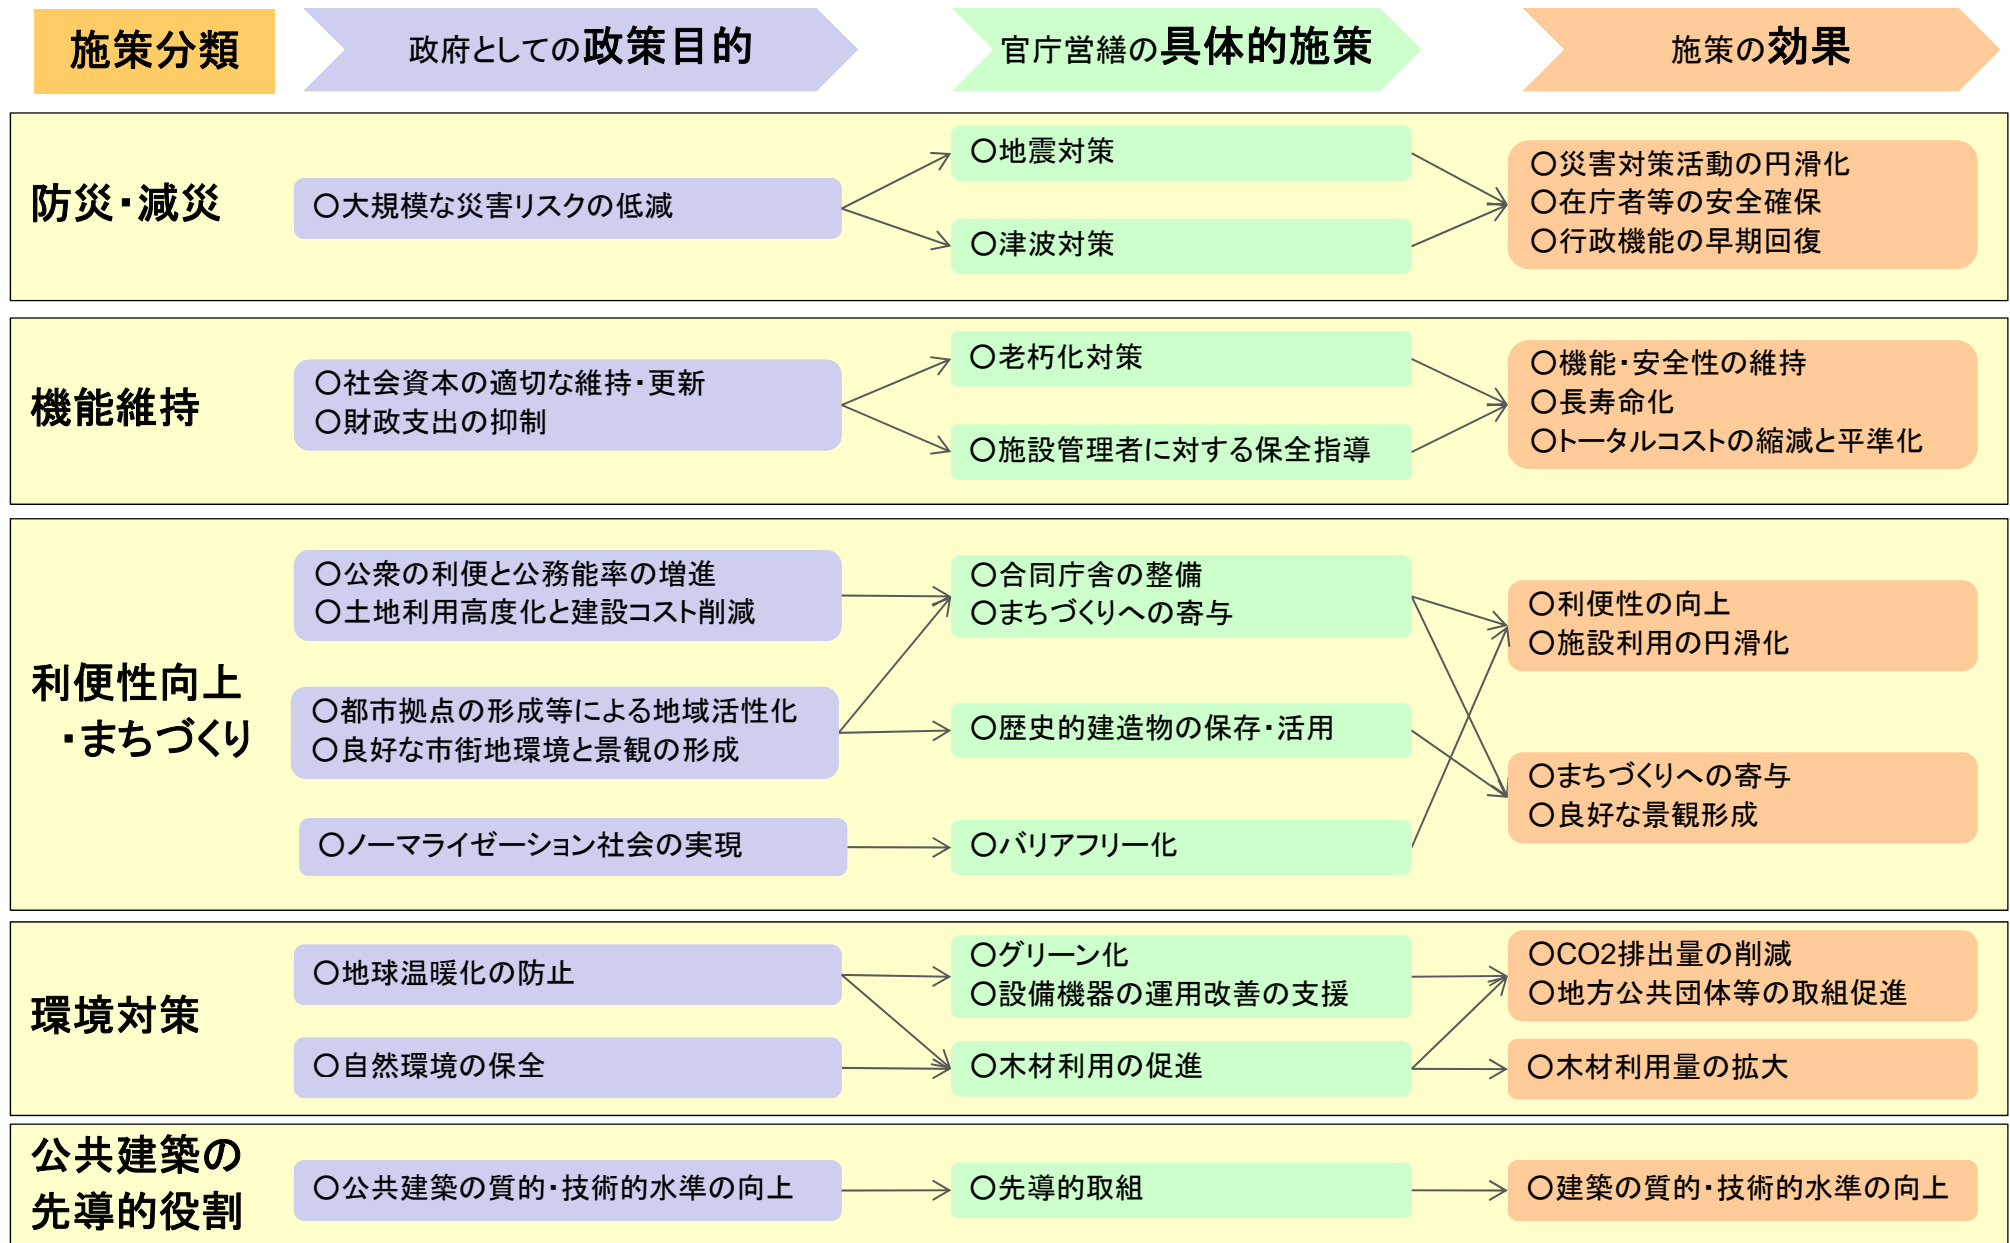 施策分類
政府としての政策目的
官庁営繕の具体的施策
施策の効果
防災・減災
〇大規模な災害リスクの低減
〇地震対策
〇津波対策
〇災害対策活動の円滑化
〇在庁者等の安全確保
〇行政機能の早期回復
機能維持
〇社会資本の適切な維持・更新
〇財政支出の抑制
〇老朽化対策
〇施設管理者に対する保全指導
〇機能・安全性の維持
〇長寿命化
〇トータルコストの縮減と平準化
利便性向上
・まちづくり
〇公衆の利便と公務能率の増進
〇土地利用高度化と建設コスト削減
〇都市拠点の形成等による地域活性化
〇良好な市街地環境と景観の形成
〇ノーマライゼーション社会の実現
〇合同庁舎の整備
〇まちづくりへの寄与
〇歴史的建造物の保存・活用
〇バリアフリー化
〇利便性の向上
〇施設利用の円滑化
〇まちづくりへの寄与
〇良好な景観形成
環境対策
〇地球温暖化の防止
〇自然環境の保全
〇グリーン化
〇設備機器の運用改善の支援
〇木材利用の促進
〇CO2排出量の削減
〇地方公共団体等の取組促進
〇木材利用量の拡大
公共建築の
先導的役割
〇公共建築の質的・技術的水準の向上
〇先導的取組
〇建築の質的・技術的水準の向上